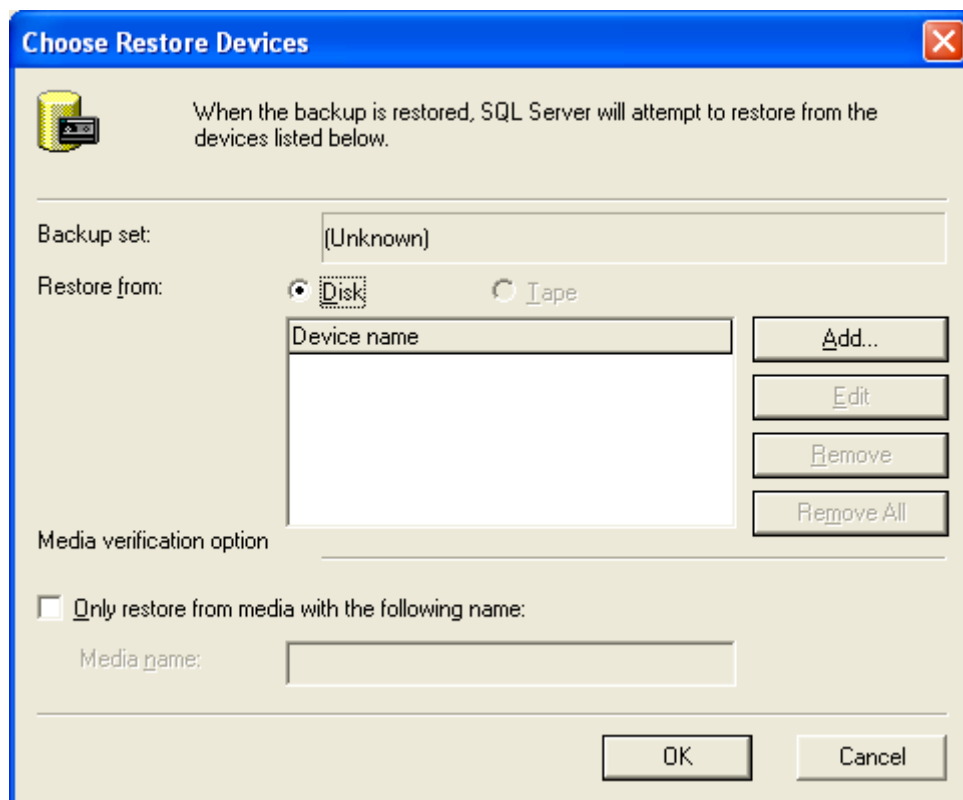 Choose Restore Devices
When the backup is restored, SQL Server will attempt to restore from the
devices listed below.
Backup set:
(Unknown)
Restore from:
Disk
Tape
Device name
Add...
Edit
Remove
Remove All
Media verification option
Only restore from media with the following name:
Media name:
OK
Cancel